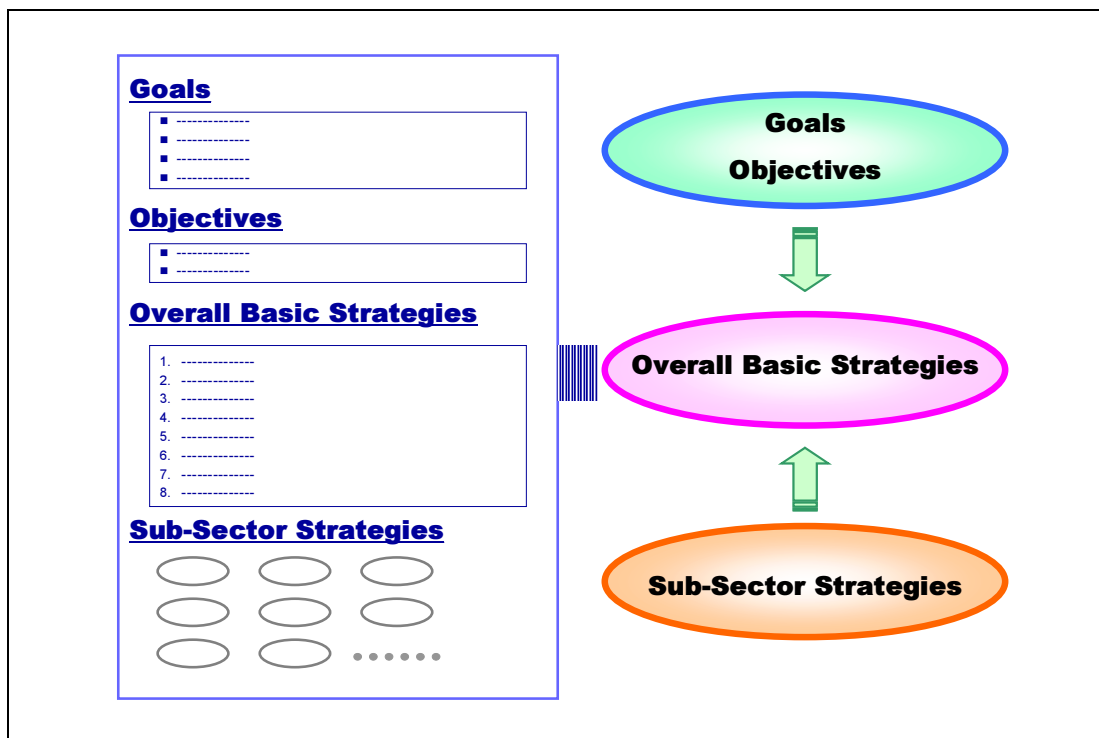 Goals
■ --------------
■ --------------
■ --------------
■ --------------
Objectives
■ --------------
■ --------------
Overall Basic Strategies
1. --------------
2. --------------
3. --------------
4. --------------
5. --------------
6. --------------
7. --------------
8. --------------
Sub-Sector Strategies
Goals
Objectives
Overall Basic Strategies
Sub-Sector Strategies